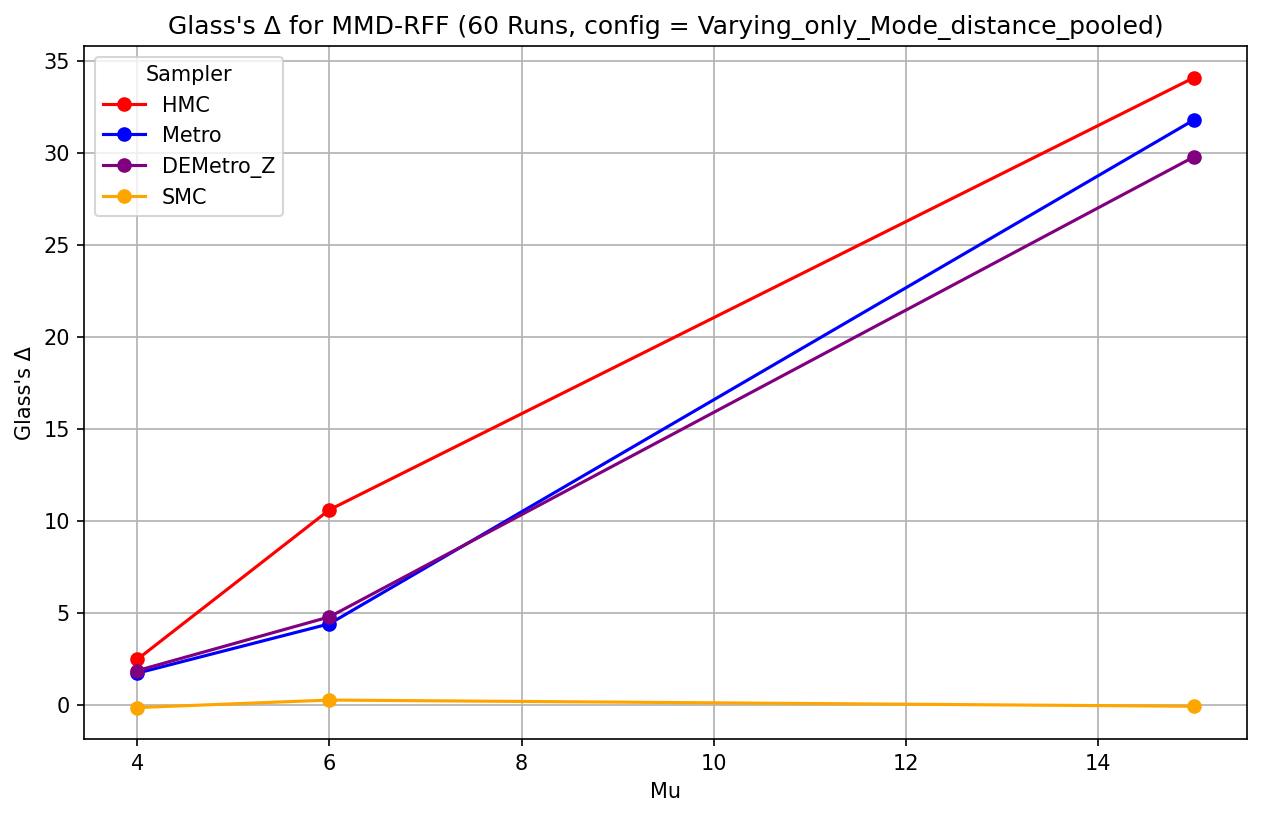 Glass's Δ for MMD-RFF (60 Runs, config = Varying_only_Mode_distance_pooled)
Sampler
HMC
Metro
DEMetro_Z
SMC
Glass's Δ
35
30
25
20
15
10
5
0
4 6 8 10 12 14
Mu